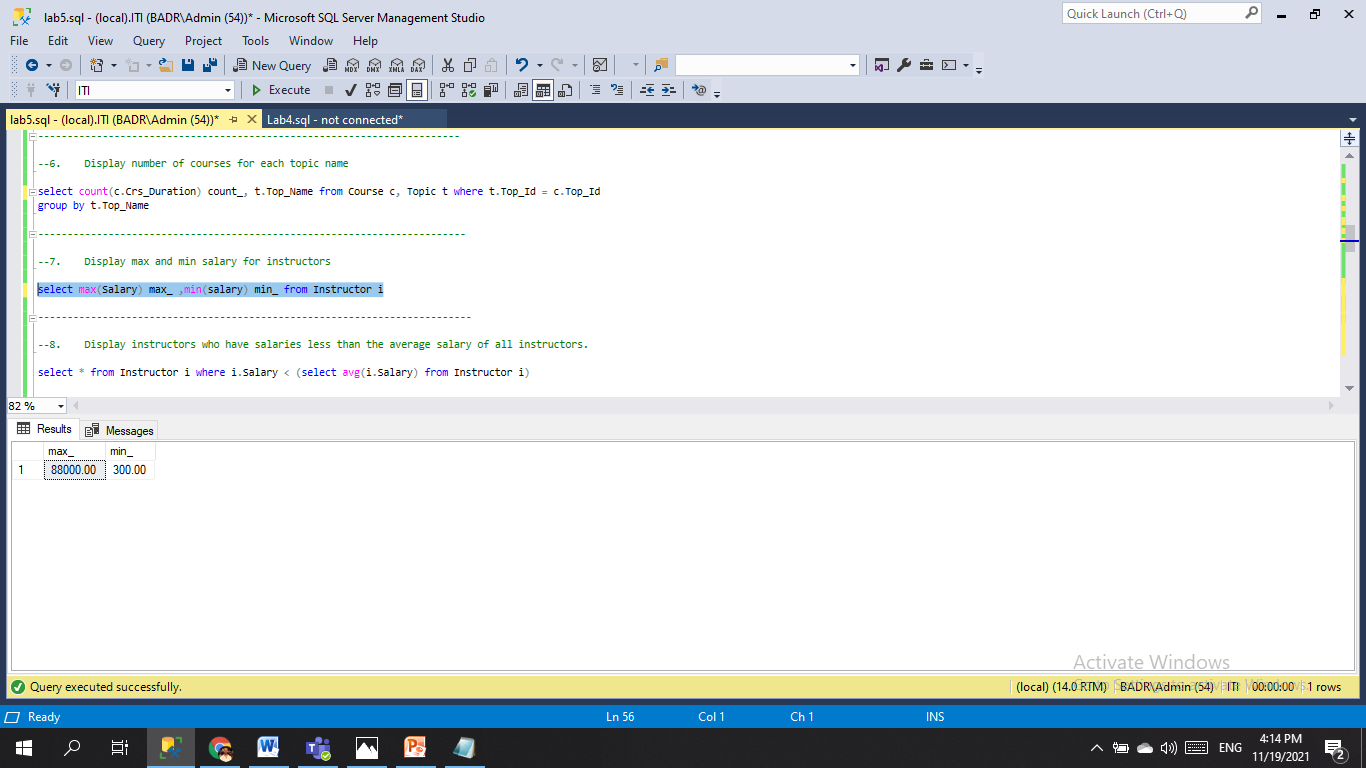 lab5.sql - (local).ITI (BADR\Admin (54))* - Microsoft SQL Server Management Studio
Quick Launch (Ctrl+Q)
File Edit View Query Project Tools Window Help
New Query MDX DMX XMLA DAX
ITI Execute
lab5.sql - (local).ITI (BADR\Admin (54))* Lab4.sql - not connected*
--6. Display number of courses for each topic name
select count(c.Crs_Duration) count_, t.Top_Name from Course c, Topic t where t.Top_Id = c.Top_Id
group by t.Top_Name
--7. Display max and min salary for instructors
select max(Salary) max_ ,min(salary) min_ from Instructor i
--8. Display instructors who have salaries less than the average salary of all instructors.
select * from Instructor i where i.Salary < (select avg(i.Salary) from Instructor i)
82 %
Results Messages
max_ min_
1 88000.00 300.00
Activate Windows
Query executed successfully. (local) (14.0 RTM) BADR\Admin (54) ITI 00:00:00 1 rows
Ready Ln 56 Col 1 Ch 1 INS
ENG
4:14 PM
11/19/2021
2